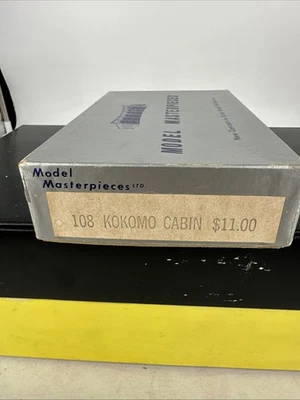 MODEL MASTERPIECES
Model
Masterpieces LTD
108 KOKOMO CABIN $11.00